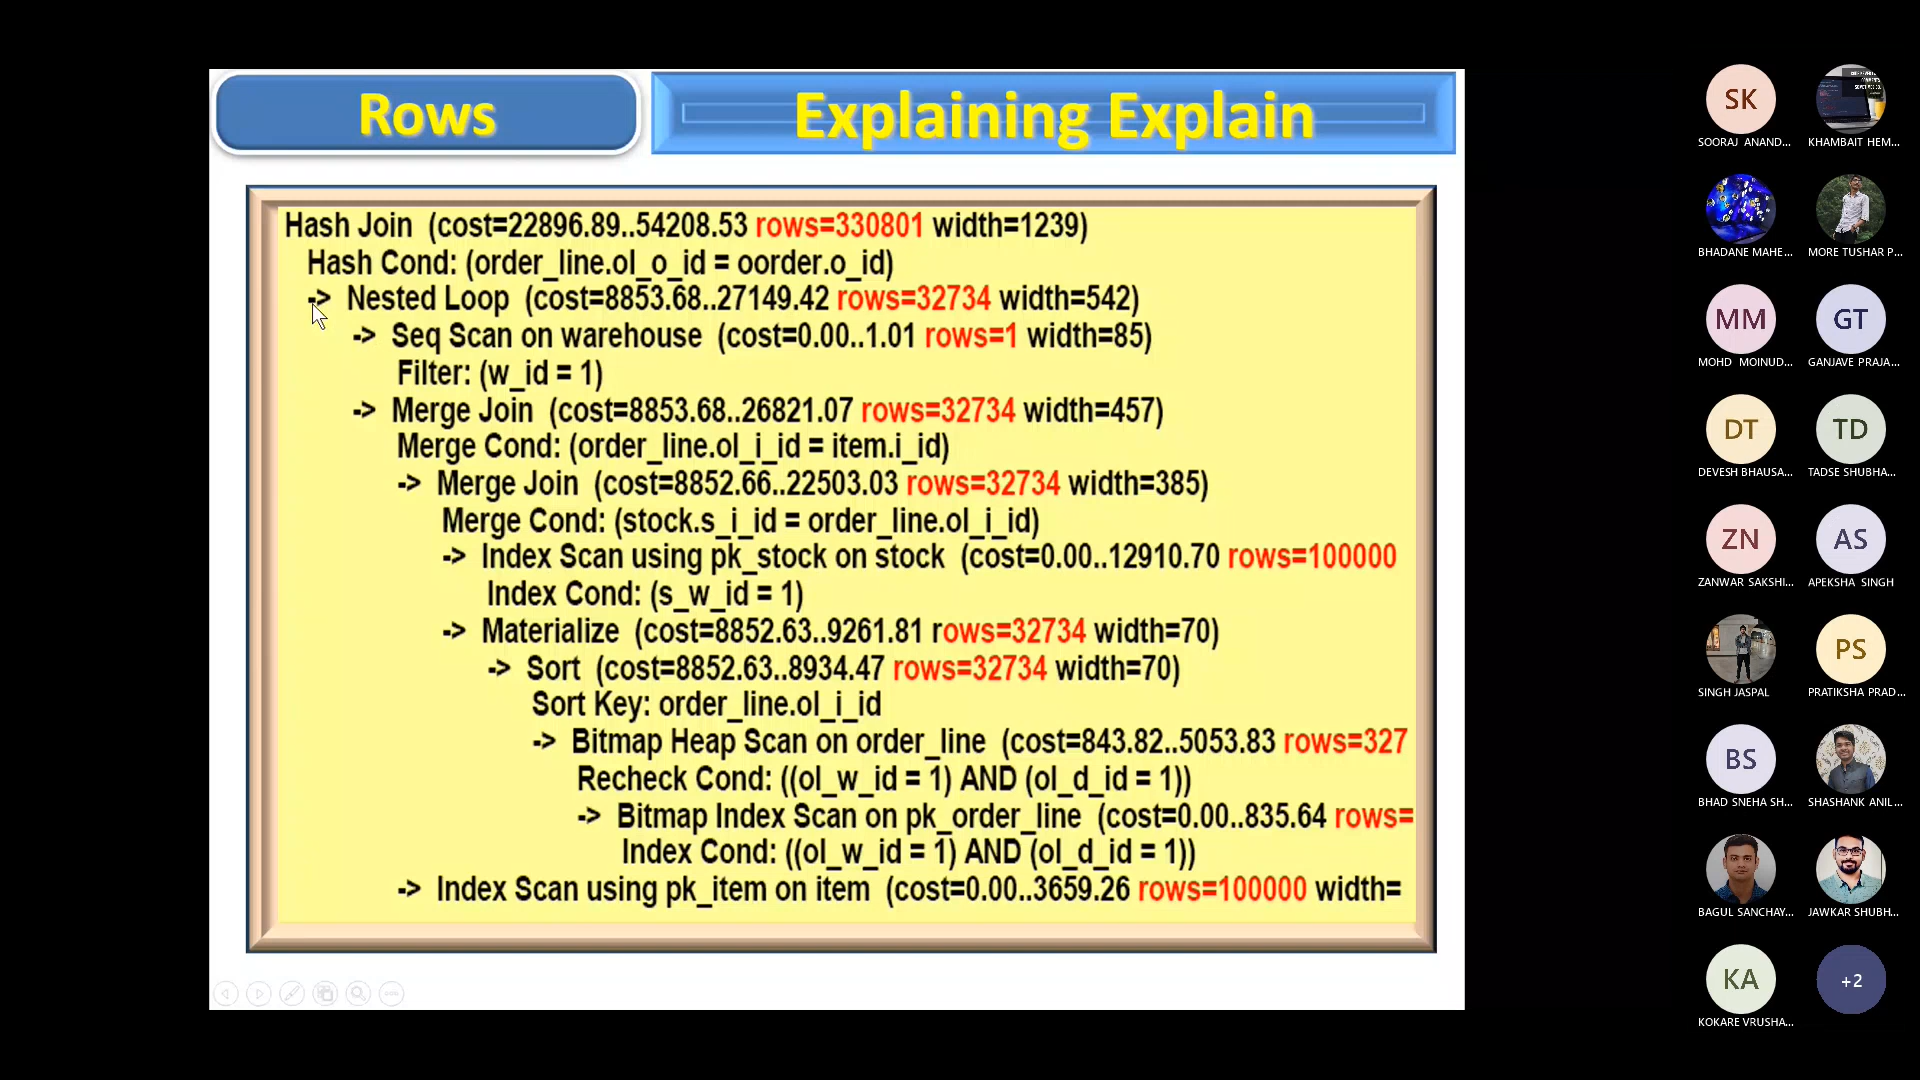 Rows
Explaining Explain
Hash Join (cost=22896.89..54208.53 rows=330801 width=1239)
Hash Cond: (order_line.ol_o_id = oorder.o_id)
-> Nested Loop (cost=8853.68..27149.42 rows=32734 width=542)
-> Seq Scan on warehouse (cost=0.00..1.01 rows=1 width=85)
Filter: (w_id = 1)
-> Merge Join (cost=8853.68..26821.07 rows=32734 width=457)
Merge Cond: (order_line.ol_i_id = item.i_id)
-> Merge Join (cost=8852.66..22503.03 rows=32734 width=385)
Merge Cond: (stock.s_i_id = order_line.ol_i_id)
-> Index Scan using pk_stock on stock (cost=0.00..12910.70 rows=100000
Index Cond: (s_w_id = 1)
-> Materialize (cost=8852.63..9261.81 rows=32734 width=70)
-> Sort (cost=8852.63..8934.47 rows=32734 width=70)
Sort Key: order_line.ol_i_id
-> Bitmap Heap Scan on order_line (cost=843.82..5053.83 rows=327
Recheck Cond: ((ol_w_id = 1) AND (ol_d_id = 1))
-> Bitmap Index Scan on pk_order_line (cost=0.00..835.64 rows=
Index Cond: ((ol_w_id = 1) AND (ol_d_id = 1))
-> Index Scan using pk_item on item (cost=0.00..3659.26 rows=100000 width=
SK
SOORAJ ANAND...
KHAMBAIT HEM...
BHADANE MAHE...
MORE TUSHAR P...
MM
GT
MOHD MOINUD...
GANJAVE PRAJA...
DT
TD
DEVESH BHAUSA...
TADSE SHUBHA...
ZN
AS
ZANWAR SAKSHI...
APEKSHA SINGH
PS
SINGH JASPAL
PRATIKSHA PRAD...
BS
BHAD SNEHA SH...
SHASHANK ANIL...
BAGUL SANCHAY...
JAWKAR SHUBH...
KA
+2
KOKARE VRUSHA...